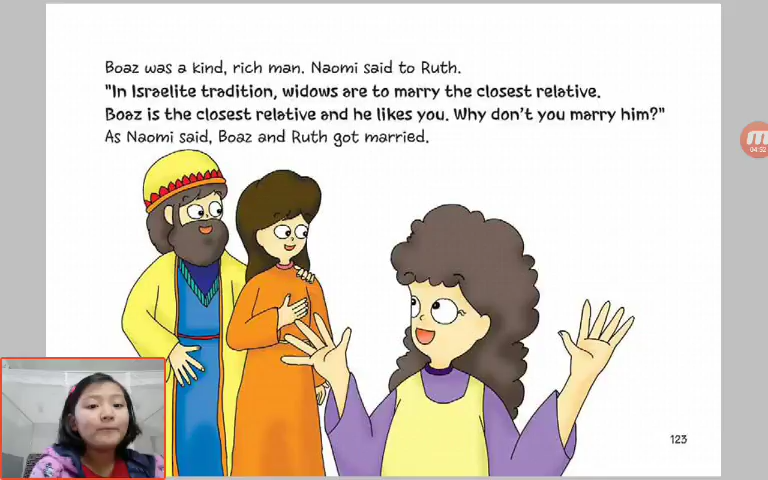 Boaz was a kind, rich man. Naomi said to Ruth.
"In Israelite tradition, widows are to marry the closest relative.
Boaz is the closest relative and he likes you. Why don't you marry him?"
As Naomi said, Boaz and Ruth got married.
04:52
123